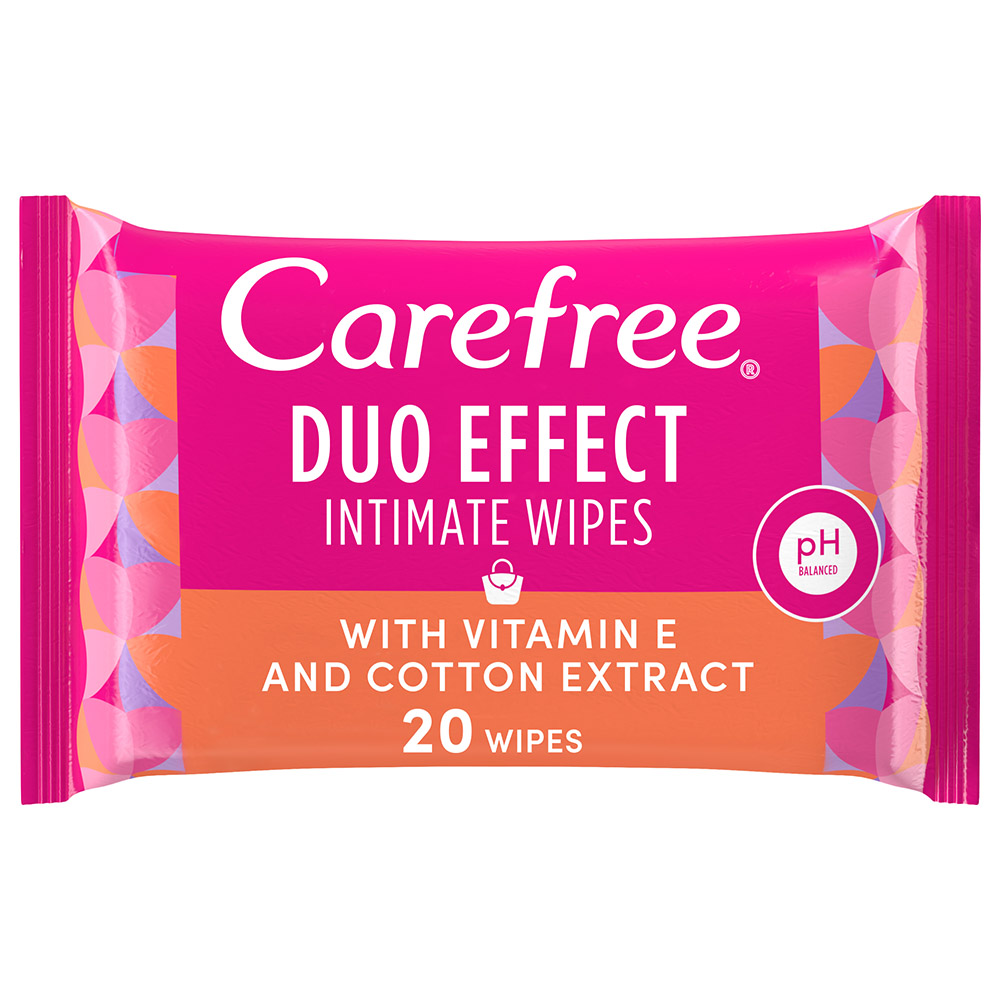 Carefree®
DUO EFFECT
INTIMATE WIPES
pH
BALANCED
WITH VITAMIN E
AND COTTON EXTRACT
20 WIPES